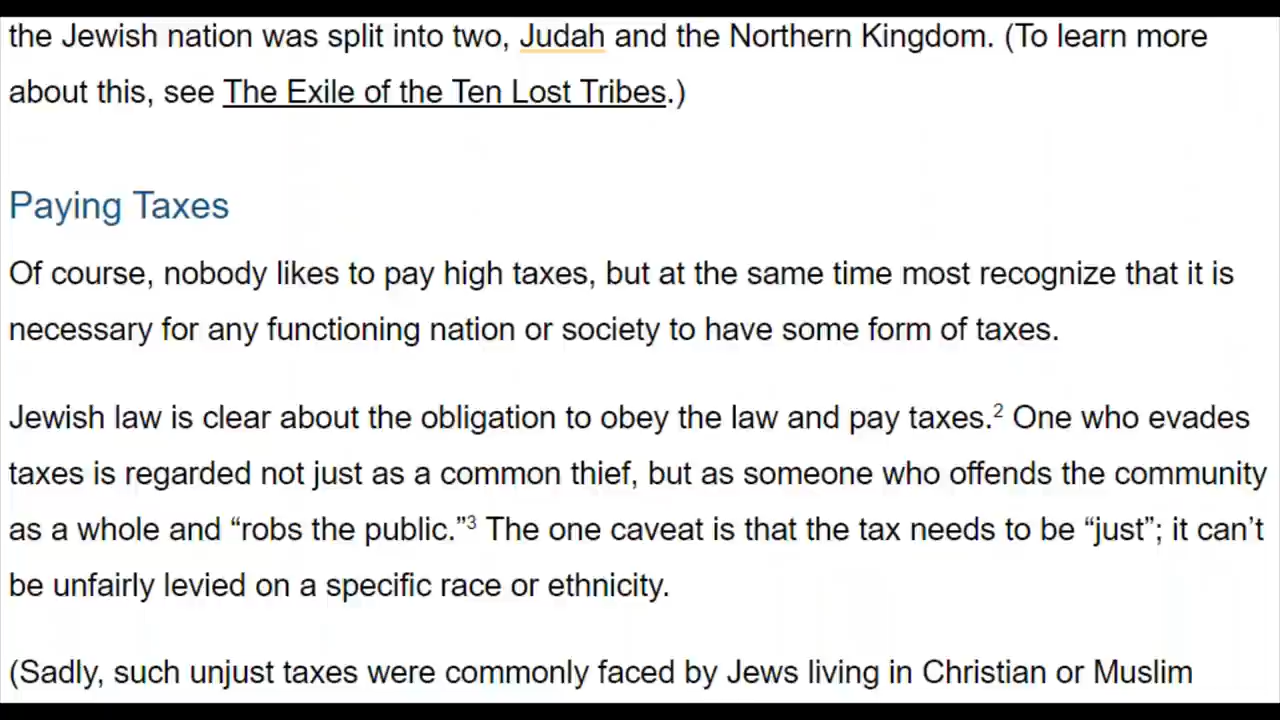 the Jewish nation was split into two, Judah and the Northern Kingdom. (To learn more
about this, see The Exile of the Ten Lost Tribes.)
Paying Taxes
Of course, nobody likes to pay high taxes, but at the same time most recognize that it is
necessary for any functioning nation or society to have some form of taxes.
Jewish law is clear about the obligation to obey the law and pay taxes.² One who evades
taxes is regarded not just as a common thief, but as someone who offends the community
as a whole and “robs the public.”³ The one caveat is that the tax needs to be “just”; it can’t
be unfairly levied on a specific race or ethnicity.
(Sadly, such unjust taxes were commonly faced by Jews living in Christian or Muslim